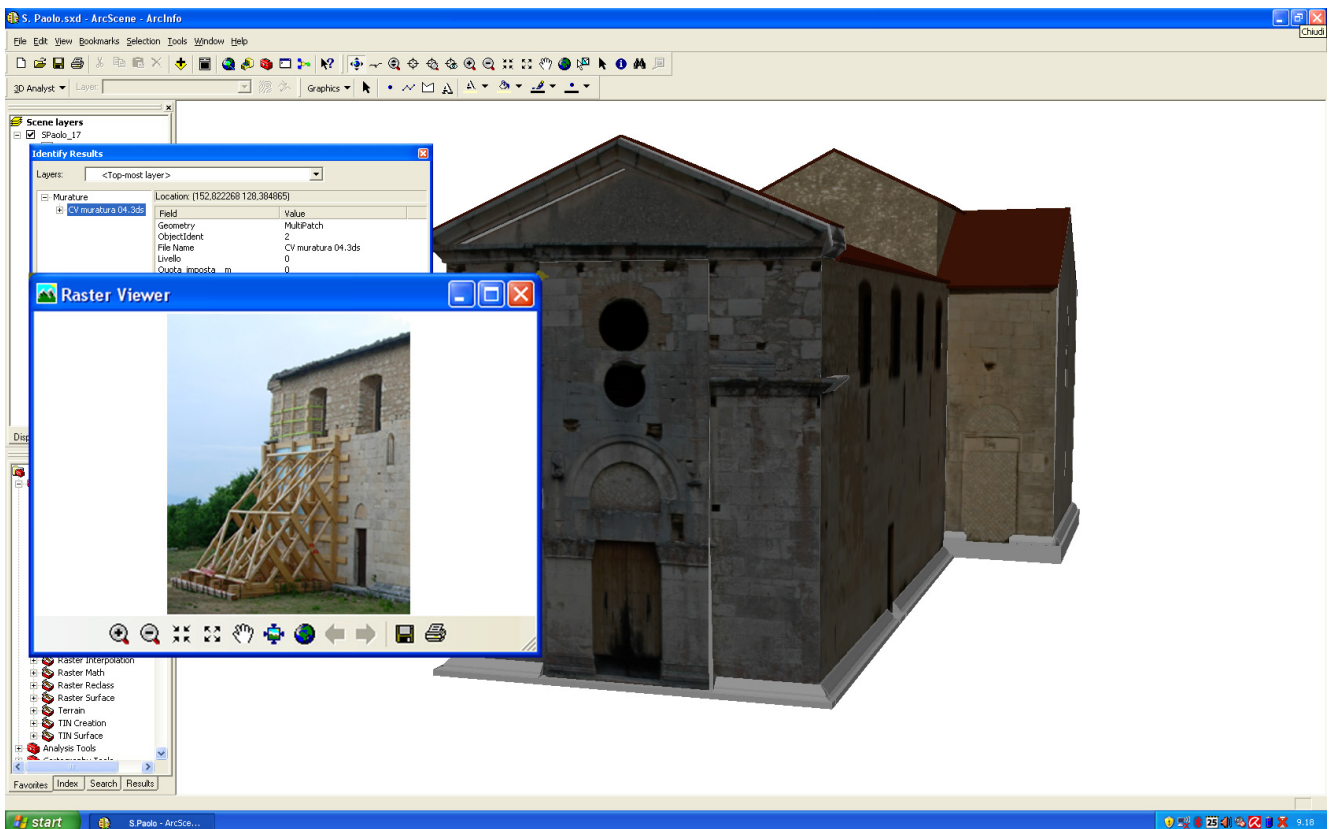 S. Paolo.sxd - ArcScene - ArcInfo
Chiudi
File Edit View Bookmarks Selection Tools Window Help
3D Analyst Layer: Graphics
Scene layers
SPaolo_17
Identify Results
Layers: <Top-most layer>
Murature
CV muratura 04.3ds
Location: (152,822268 128,384865)
Field Value
Geometry MultiPatch
ObjectIdent 2
File Name CV muratura 04.3ds
Livello 0
Quota_imposta_m 0
Raster Viewer
Disp
Raster Interpolation
Raster Math
Raster Reclass
Raster Surface
Terrain
TIN Creation
TIN Surface
Analysis Tools
Favorites Index Search Results
start S.Paolo - ArcSce...
25 9.18